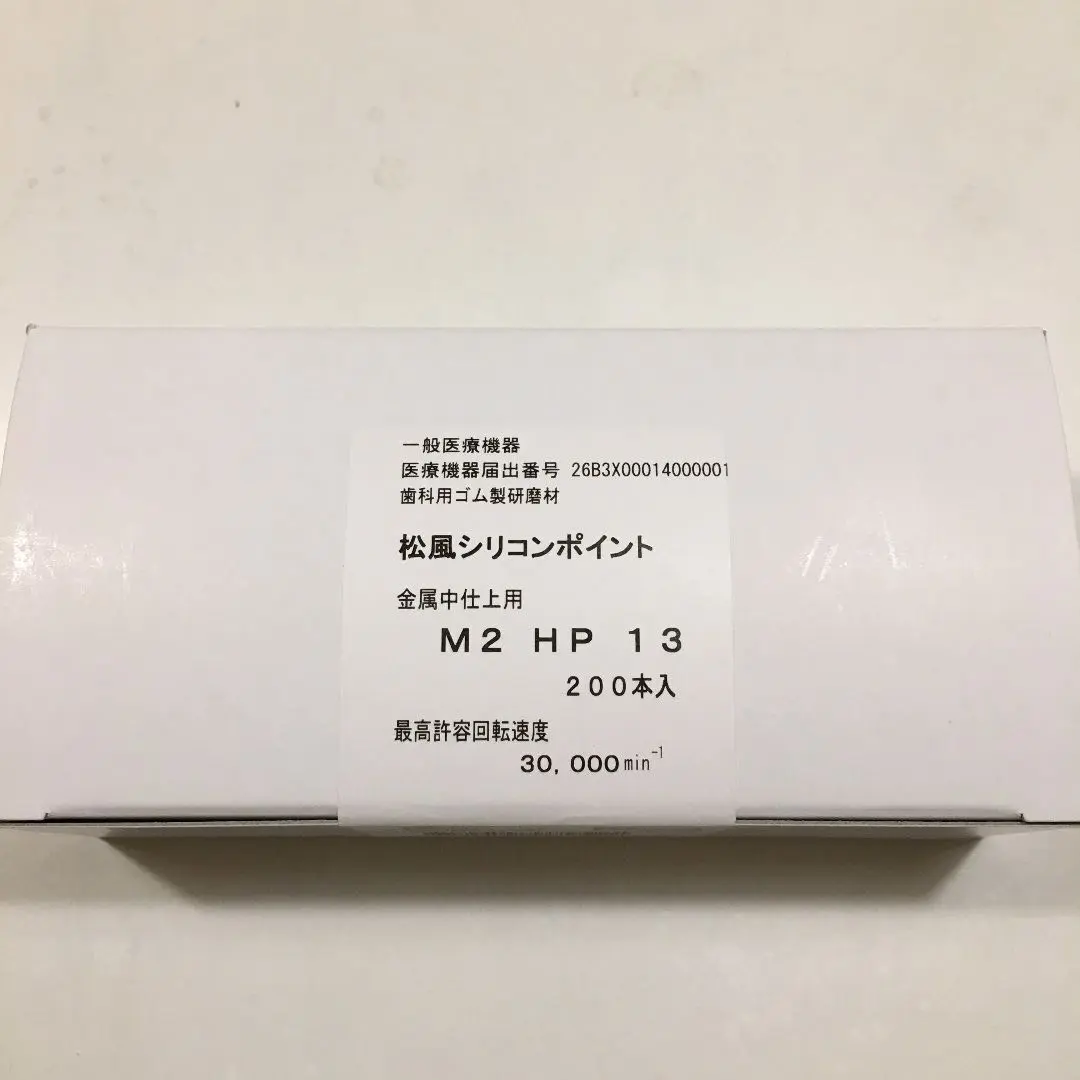 一般医療機器
医療機器届出番号 26B3X00014000001
歯科用ゴム製研磨材
松風シリコンポイント
金属中仕上用
M2 HP 13
200本入
最高許容回転速度
30,000min⁻¹